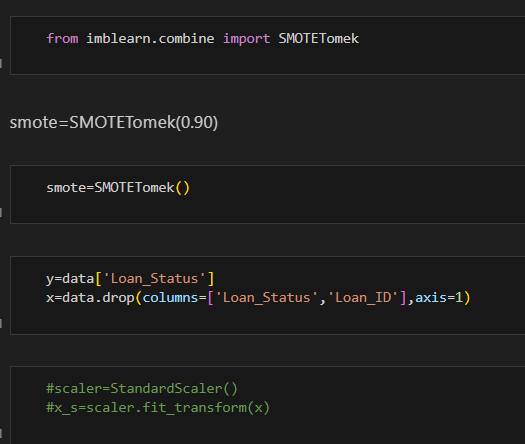 from imblearn.combine import SMOTETomek
smote=SMOTETomek(0.90)
smote=SMOTETomek()
y=data['Loan_Status']
x=data.drop(columns=['Loan_Status','Loan_ID'],axis=1)
#scaler=StandardScaler()
#x_s=scaler.fit_transform(x)